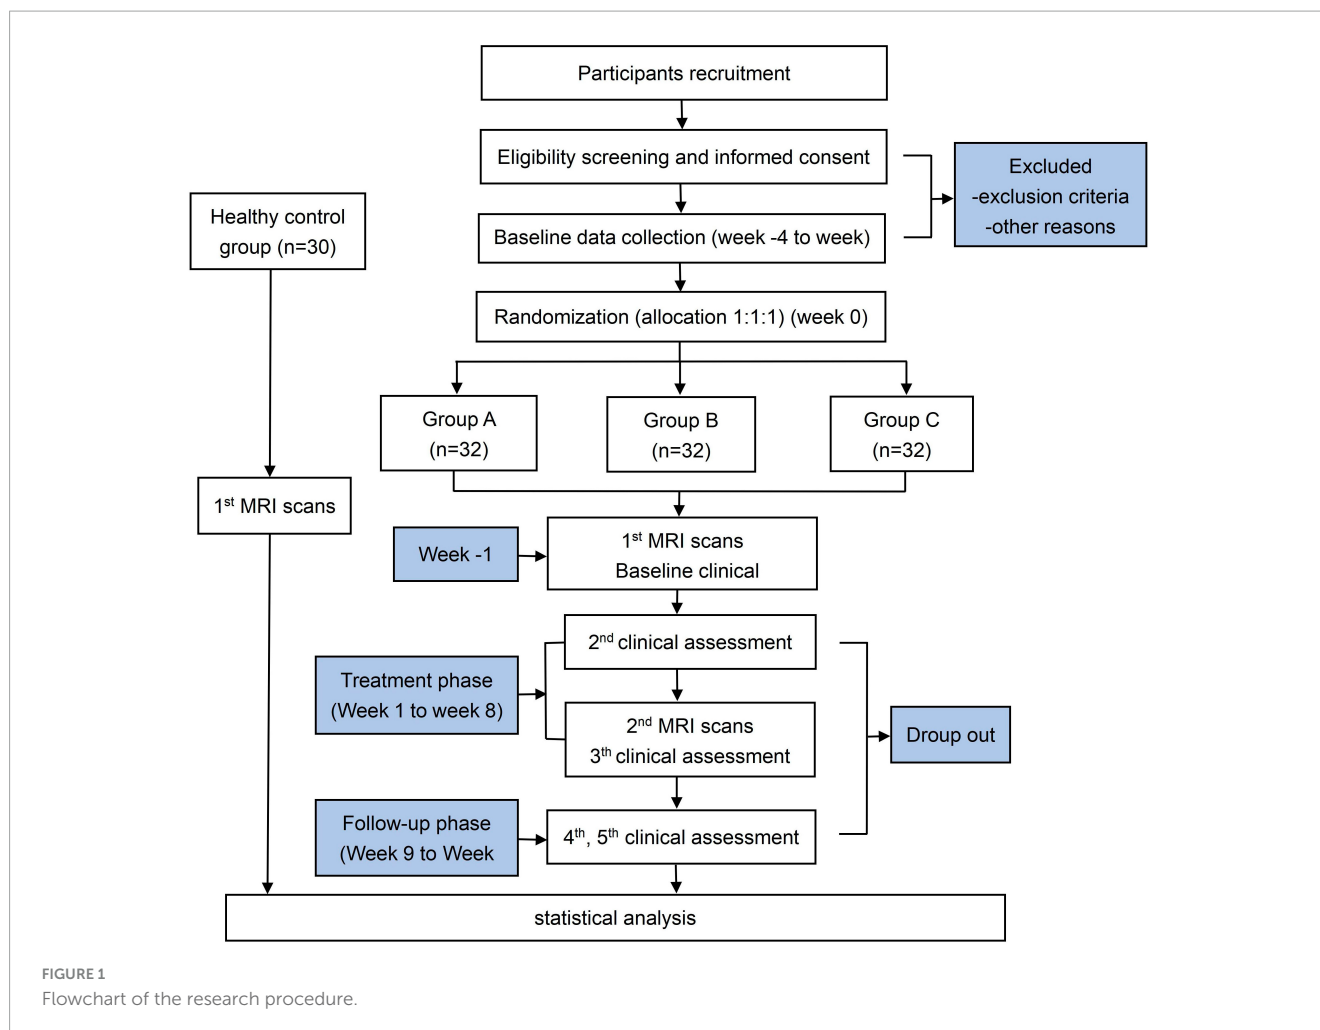 Participants recruitment
Eligibility screening and informed consent
Excluded
-exclusion criteria
-other reasons
Healthy control
group (n=30)
Baseline data collection (week -4 to week)
Randomization (allocation 1:1:1) (week 0)
Group A
(n=32)
Group B
(n=32)
Group C
(n=32)
1st MRI scans
Week -1
1st MRI scans
Baseline clinical
2nd clinical assessment
Treatment phase
(Week 1 to week 8)
2nd MRI scans
3th clinical assessment
Droup out
Follow-up phase
(Week 9 to Week
4th, 5th clinical assessment
statistical analysis
FIGURE 1
Flowchart of the research procedure.